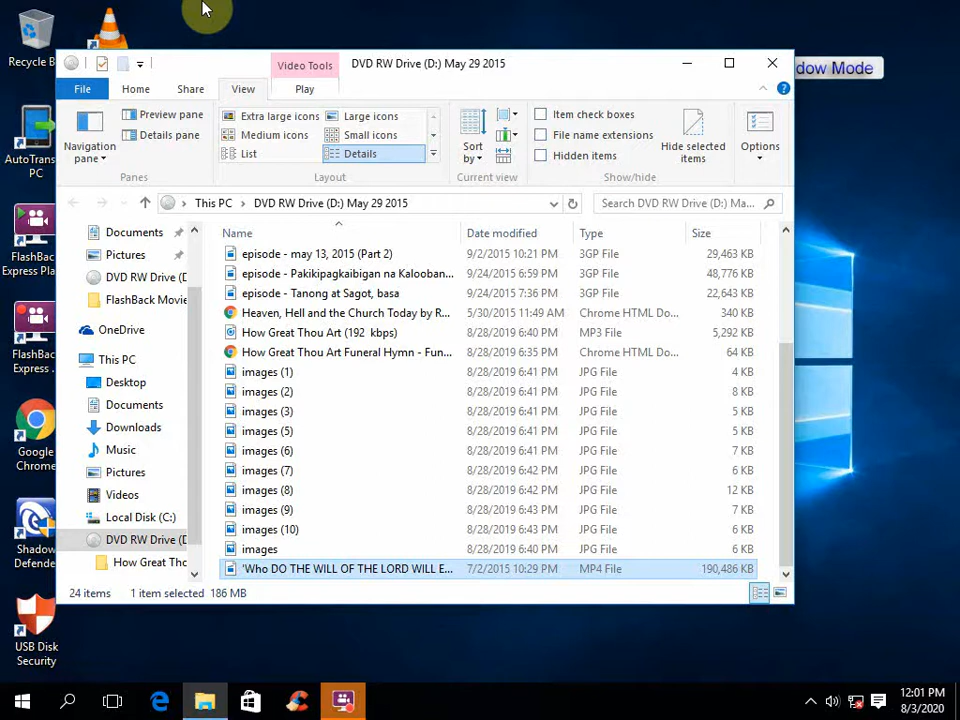 Recycle B
AutoTrans
PC
FlashBack
Express Pla
FlashBack
Express .
Google
Chrome
Shadow
Defende
USB Disk
Security
dow Mode
Video Tools
DVD RW Drive (D:) May 29 2015
File
Home
Share
View
Play
Navigation
pane
Preview pane
Details pane
Panes
Extra large icons
Large icons
Medium icons
Small icons
List
Details
Layout
Sort
by
Current view
Item check boxes
File name extensions
Hidden items
Hide selected
items
Show/hide
Options
This PC
DVD RW Drive (D:) May 29 2015
Search DVD RW Drive (D:) Ma...
Documents
Pictures
DVD RW Drive (D
FlashBack Movie
OneDrive
This PC
Desktop
Documents
Downloads
Music
Pictures
Videos
Local Disk (C:)
DVD RW Drive (D
How Great Tho
Name Date modified Type Size
episode - may 13, 2015 (Part 2) 9/2/2015 10:21 PM 3GP File 29,463 KB
episode - Pakikipagkaibigan na Kalooban... 9/24/2015 6:59 PM 3GP File 48,776 KB
episode - Tanong at Sagot, basa 9/24/2015 7:36 PM 3GP File 22,643 KB
Heaven, Hell and the Church Today by R... 5/30/2015 11:49 AM Chrome HTML Do... 340 KB
How Great Thou Art (192 kbps) 8/28/2019 6:40 PM MP3 File 5,292 KB
How Great Thou Art Funeral Hymn - Fun... 8/28/2019 6:35 PM Chrome HTML Do... 64 KB
images (1) 8/28/2019 6:41 PM JPG File 4 KB
images (2) 8/28/2019 6:41 PM JPG File 8 KB
images (3) 8/28/2019 6:41 PM JPG File 5 KB
images (5) 8/28/2019 6:41 PM JPG File 5 KB
images (6) 8/28/2019 6:41 PM JPG File 7 KB
images (7) 8/28/2019 6:42 PM JPG File 6 KB
images (8) 8/28/2019 6:42 PM JPG File 12 KB
images (9) 8/28/2019 6:43 PM JPG File 7 KB
images (10) 8/28/2019 6:43 PM JPG File 6 KB
images 8/28/2019 6:40 PM JPG File 6 KB
'Who DO THE WILL OF THE LORD WILL E... 7/2/2015 10:29 PM MP4 File 190,486 KB
24 items 1 item selected 186 MB
12:01 PM
8/3/2020